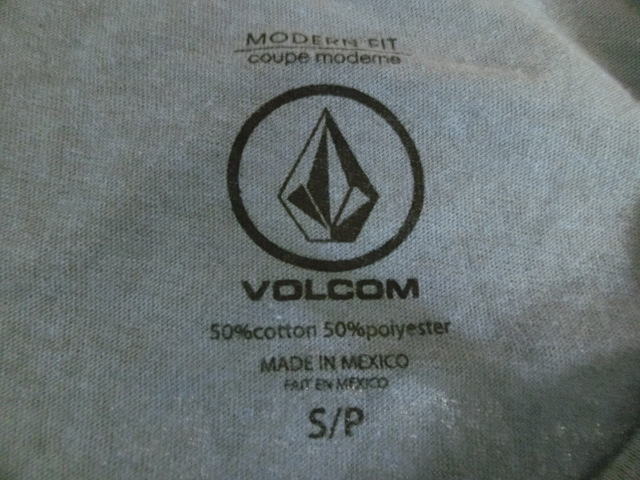 MODERN FIT
coupe moderne
VOLCOM
50%cotton 50%polyester
MADE IN MEXICO
FAIT EN MEXICO
S/P